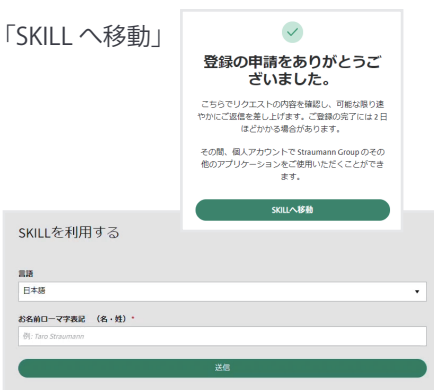 「SKILL へ移動」
登録の申請をありがとうご
ざいました。
こちらでリクエストの内容を確認し、可能な限り速
やかにご返信を差し上げます。ご登録の完了には2日
ほどかかる場合があります。
その間、個人アカウントで Straumann Group のその
他のアプリケーションをご使用いただくことができ
ます。
SKILLへ移動
SKILLを利用する
言語
日本語
お名前ローマ字表記 （名・姓）*
例: Taro Straumann
送信